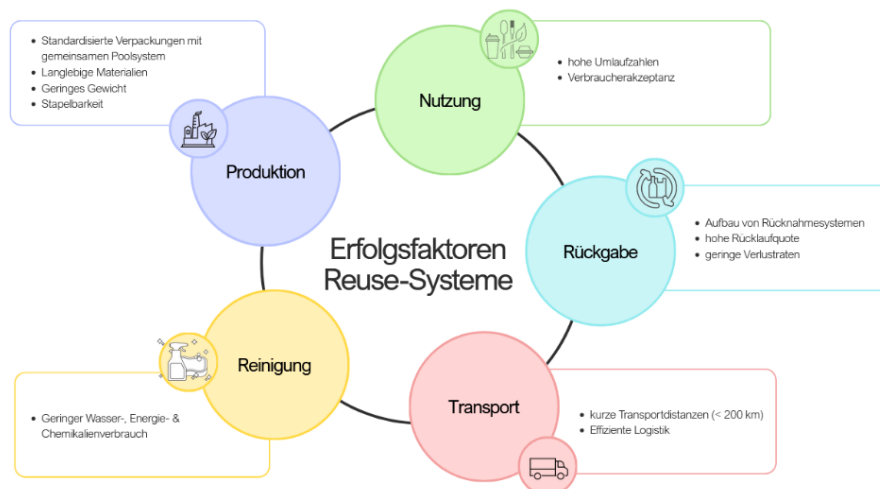 • Standardisierte Verpackungen mit
gemeinsamen Poolsystem
• Langlebige Materialien
• Geringes Gewicht
• Stapelbarkeit
Produktion
Nutzung
• hohe Umlaufzahlen
• Verbraucherakzeptanz
Rückgabe
• Aufbau von Rücknahmesystemen
• hohe Rücklaufquote
• geringe Verlustraten
Erfolgsfaktoren
Reuse-Systeme
Reinigung
• Geringer Wasser-, Energie- &
Chemikalienverbrauch
Transport
• kurze Transportdistanzen (< 200 km)
• Effiziente Logistik